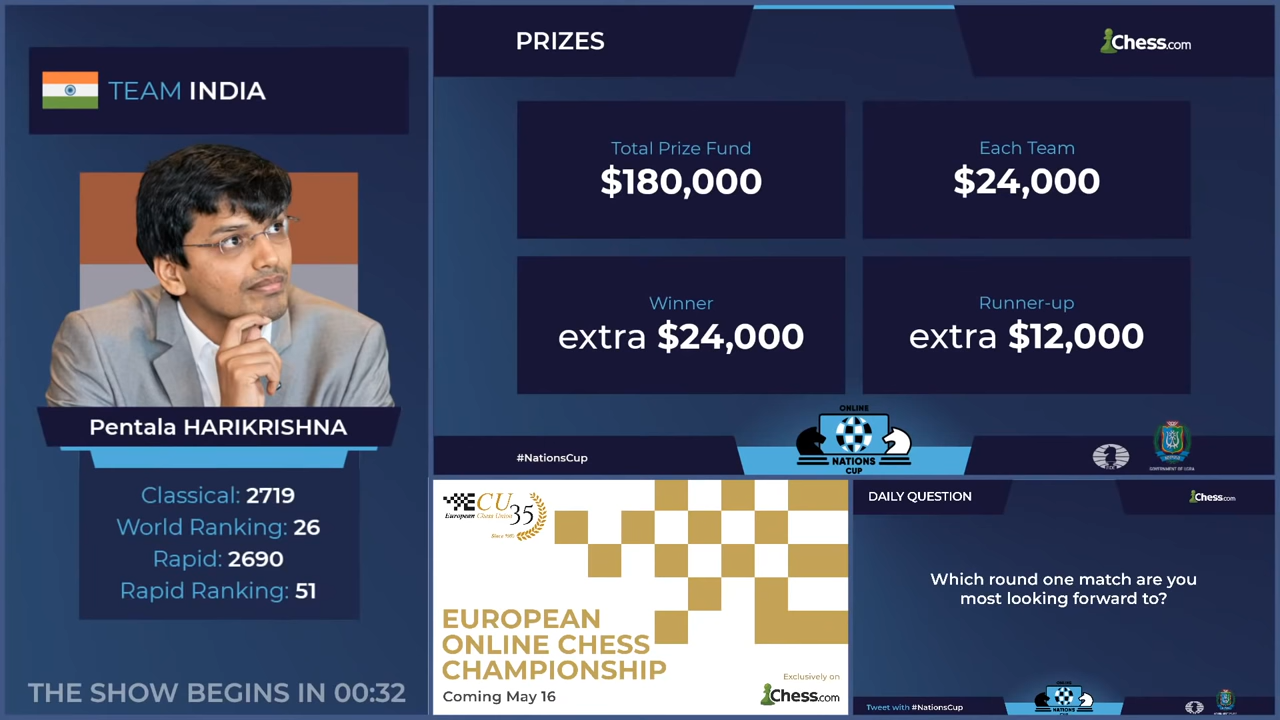 TEAM INDIA
Pentala HARIKRISHNA
Classical: 2719
World Ranking: 26
Rapid: 2690
Rapid Ranking: 51
THE SHOW BEGINS IN 00:32
PRIZES
Chess.com
Total Prize Fund
$180,000
Each Team
$24,000
Winner
extra $24,000
Runner-up
extra $12,000
#NationsCup
ONLINE
NATIONS
CUP
ECU 35
European Chess Union
Since 1985
EUROPEAN
ONLINE CHESS
CHAMPIONSHIP
Coming May 16
Exclusively on
Chess.com
DAILY QUESTION
Chess.com
Which round one match are you
most looking forward to?
Tweet with #NationsCup
ONLINE
NATIONS